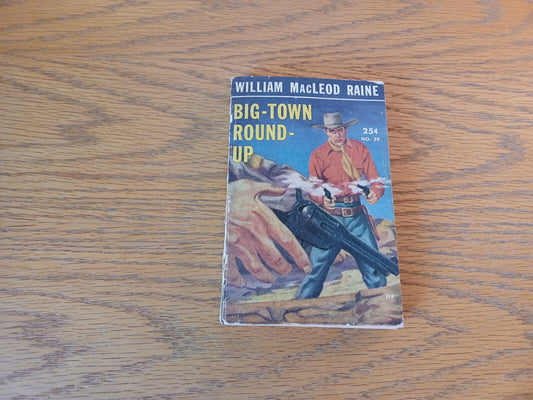 WILLIAM MacLEOD RAINE
BIG-TOWN
ROUND-
UP
25¢
NO. 29